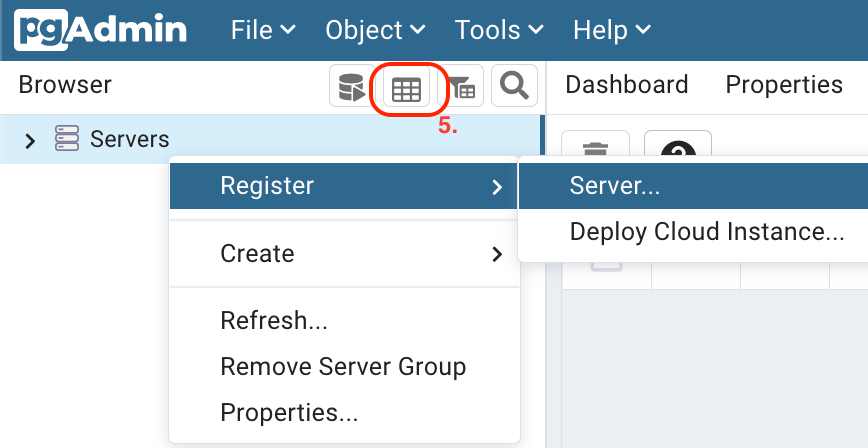 pgAdmin File Object Tools Help
Browser Dashboard Properties
5.
Servers
Register Server...
Deploy Cloud Instance...
Create
Refresh...
Remove Server Group
Properties...